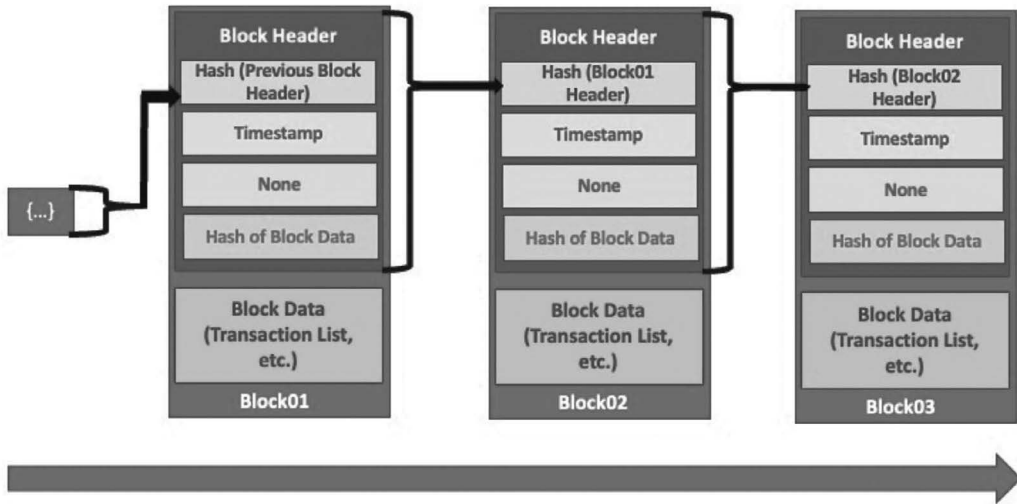 {...}
Block Header
Hash (Previous Block
Header)
Timestamp
None
Hash of Block Data
Block Data
(Transaction List,
etc.)
Block01
Block Header
Hash (Block01
Header)
Timestamp
None
Hash of Block Data
Block Data
(Transaction List,
etc.)
Block02
Block Header
Hash (Block02
Header)
Timestamp
None
Hash of Block Data
Block Data
(Transaction List,
etc.)
Block03